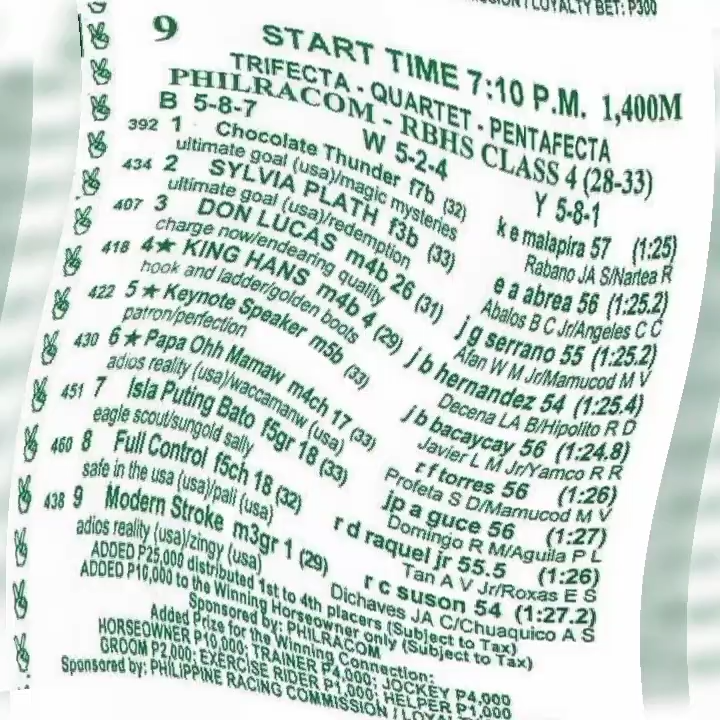 LOYALTY BET: P300
9 START TIME 7:10 P.M. 1,400M
TRIFECTA - QUARTET - PENTAFECTA
PHILRACOM - RBHS CLASS 4 (28-33)
B 5-8-7 W 5-2-4 Y 5-8-1
392 1 Chocolate Thunder f7b (32) k e malapira 57 (1:25)
ultimate goal (usa)/magic mysteries Rabano JA S/Nartea R
434 2 SYLVIA PLATH f3b (33) e a abrea 56 (1:25.2)
ultimate goal (usa)/redemption Abalos B C Jr/Angeles C C
407 3 DON LUCAS m4b 26 (31) j g serrano 55 (1:25.2)
charge now/endearing quality Afan W M Jr/Mamucod M V
418 4★ KING HANS m4b 4 (29) j b hernandez 54 (1:25.4)
hook and ladder/golden bools Decena LA B/Hipolito R D
422 5 ★ Keynote Speaker m5b (33) j b bacaycay 56 (1:24.8)
patron/perfection Javier L M Jr/Yamco R R
430 6 ★ Papa Ohh Mamaw m4ch 17 (33) r f torres 56 (1:26)
adios reality (usa)/waccamanw (usa) Profeta S D/Mamucod M V
451 7 Isla Puting Bato f5gr 18 (33) jp a guce 56 (1:27)
eagle scout/sungold sally Domingo R M/Aguila P L
460 8 Full Control f5ch 18 (32) r d raquel jr 55.5 (1:26)
safe in the usa (usa)/pali (usa) Tan A V Jr/Roxas E S
438 9 Modern Stroke m3gr 1 (29) r c suson 54 (1:27.2)
adios reality (usa)/zingy (usa) Dichaves JA C/Chuaquico A S
ADDED P25,000 distributed 1st to 4th placers (Subject to Tax)
ADDED P10,000 to the Winning Horseowner only (Subject to Tax)
Sponsored by: PHILRACOM
Added Prize for the Winning Connection:
HORSEOWNER P10,000; TRAINER P4,000; JOCKEY P4,000
GROOM P2,000; EXERCISE RIDER P1,000; HELPER P1,000
Sponsored by: PHILIPPINE RACING COMMISSION /